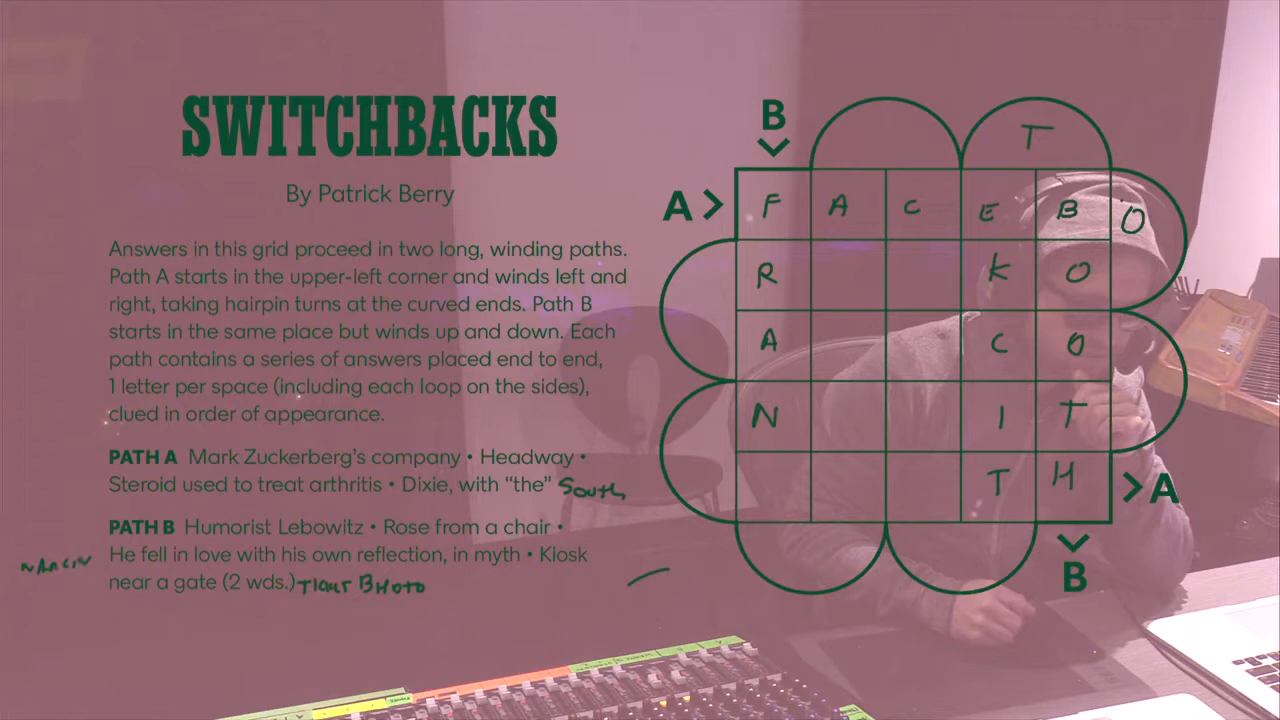 SWITCHBACKS
By Patrick Berry
Answers in this grid proceed in two long, winding paths.
Path A starts in the upper-left corner and winds left and
right, taking hairpin turns at the curved ends. Path B
starts in the same place but winds up and down. Each
path contains a series of answers placed end to end,
1 letter per space (including each loop on the sides),
clued in order of appearance.
PATH A Mark Zuckerberg's company • Headway •
Steroid used to treat arthritis • Dixie, with "the" South
PATH B Humorist Lebowitz • Rose from a chair •
He fell in love with his own reflection, in myth • Kiosk
near a gate (2 wds.)
B
T
A > F A C E B O
R K O
A C O
N I T
T H > A
B